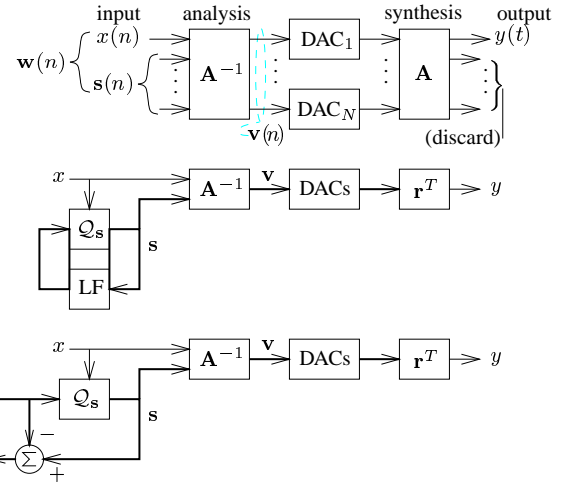 input analysis synthesis output
x(n) DAC₁ y(t)
w(n) s(n) A⁻¹ A
DAC_N
v(n) (discard)
x A⁻¹ v DACs rᵀ y
Q_s
s
LF
x A⁻¹ v DACs rᵀ y
Q_s
s
−
Σ
+